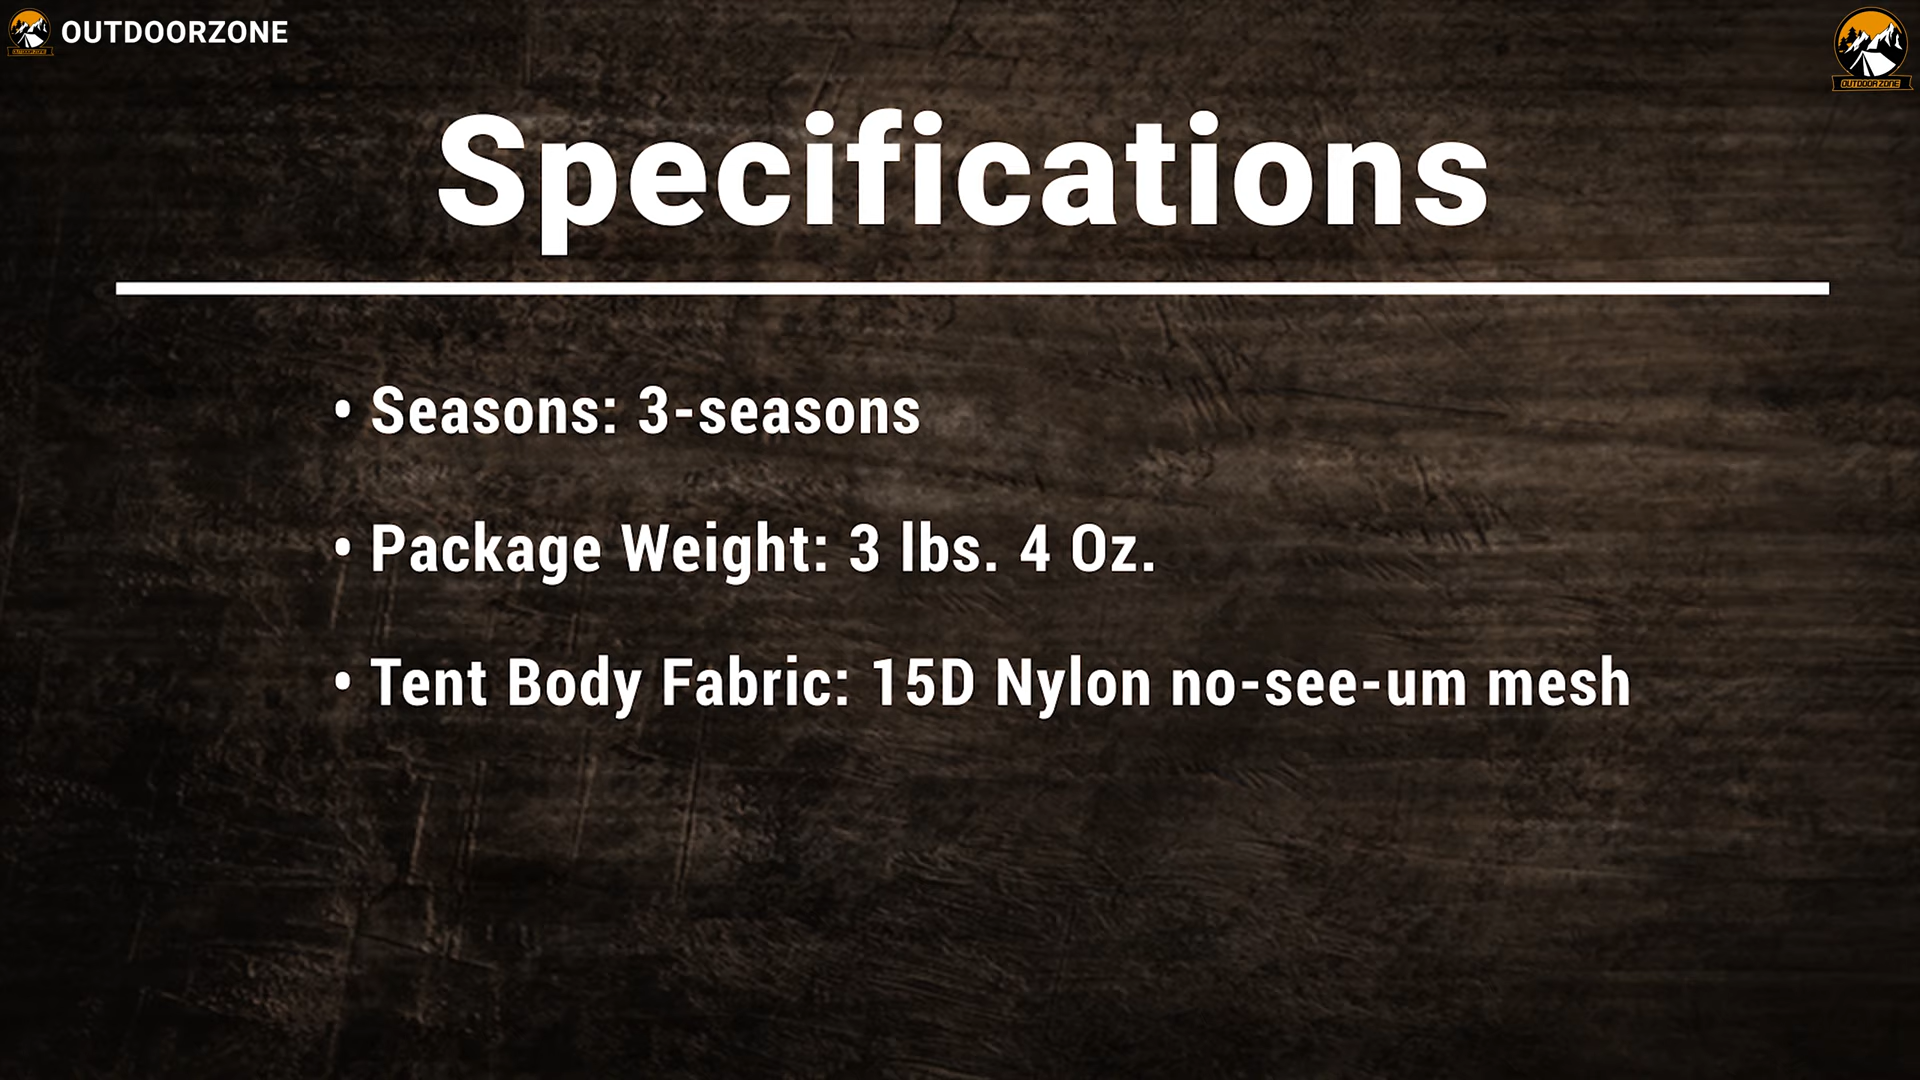 OUTDOORZONE
OUTDOORZONE
Specifications
• Seasons: 3-seasons
• Package Weight: 3 lbs. 4 Oz.
• Tent Body Fabric: 15D Nylon no-see-um mesh